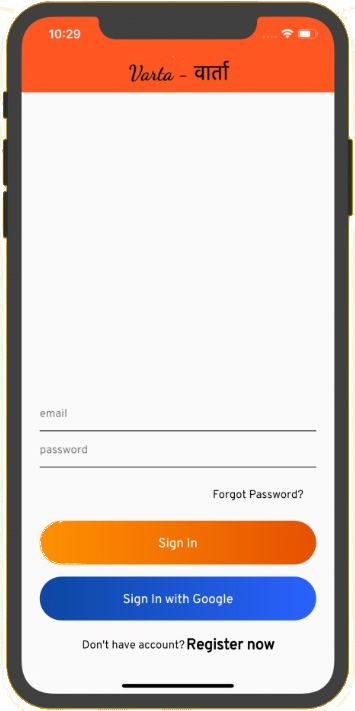 10:29
Varta - वार्ता
email
password
Forgot Password?
Sign In
Sign In with Google
Don't have account? Register now